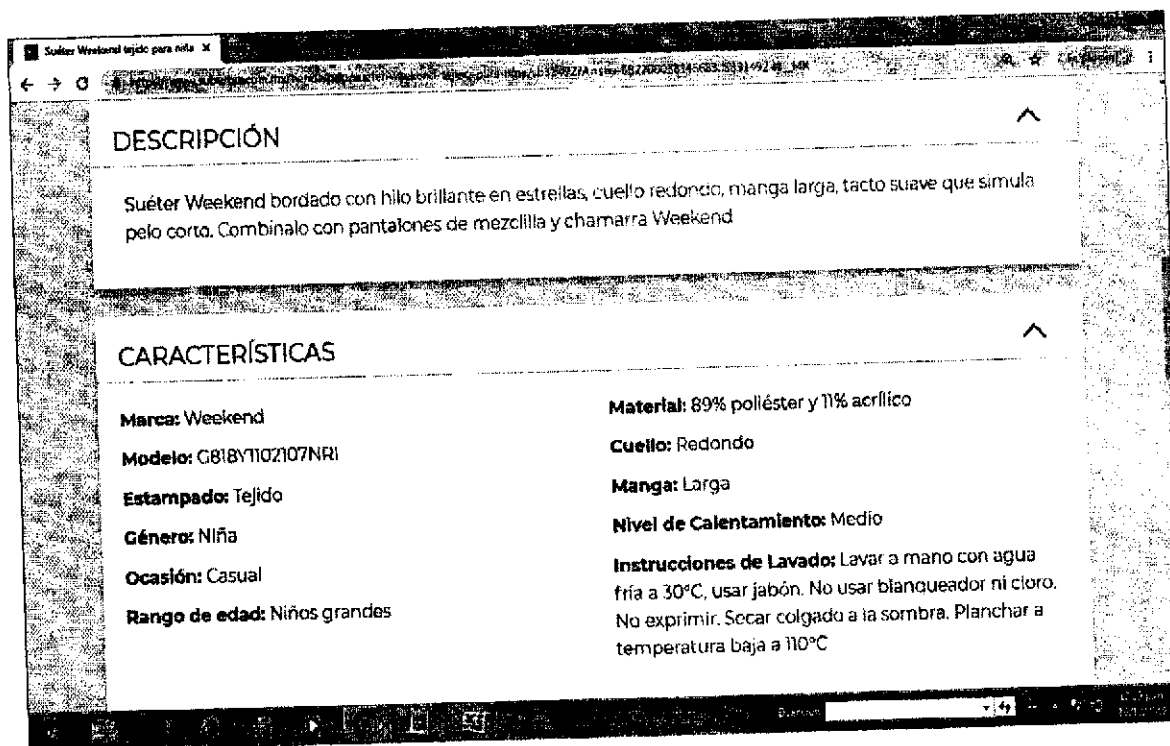 Suéter Weekend tejido para niña X
DESCRIPCIÓN
Suéter Weekend bordado con hilo brillante en estrellas, cuello redondo, manga larga, tacto suave que simula
pelo corto. Combinalo con pantalones de mezclilla y chamarra Weekend
CARACTERÍSTICAS
Marca: Weekend
Modelo: G818Y1102107NRI
Estampado: Tejido
Género: Niña
Ocasión: Casual
Rango de edad: Niños grandes
Material: 89% poliéster y 11% acrílico
Cuello: Redondo
Manga: Larga
Nivel de Calentamiento: Medio
Instrucciones de Lavado: Lavar a mano con agua
fría a 30°C, usar jabón. No usar blanqueador ni cloro.
No exprimir. Secar colgado a la sombra. Planchar a
temperatura baja a 110°C